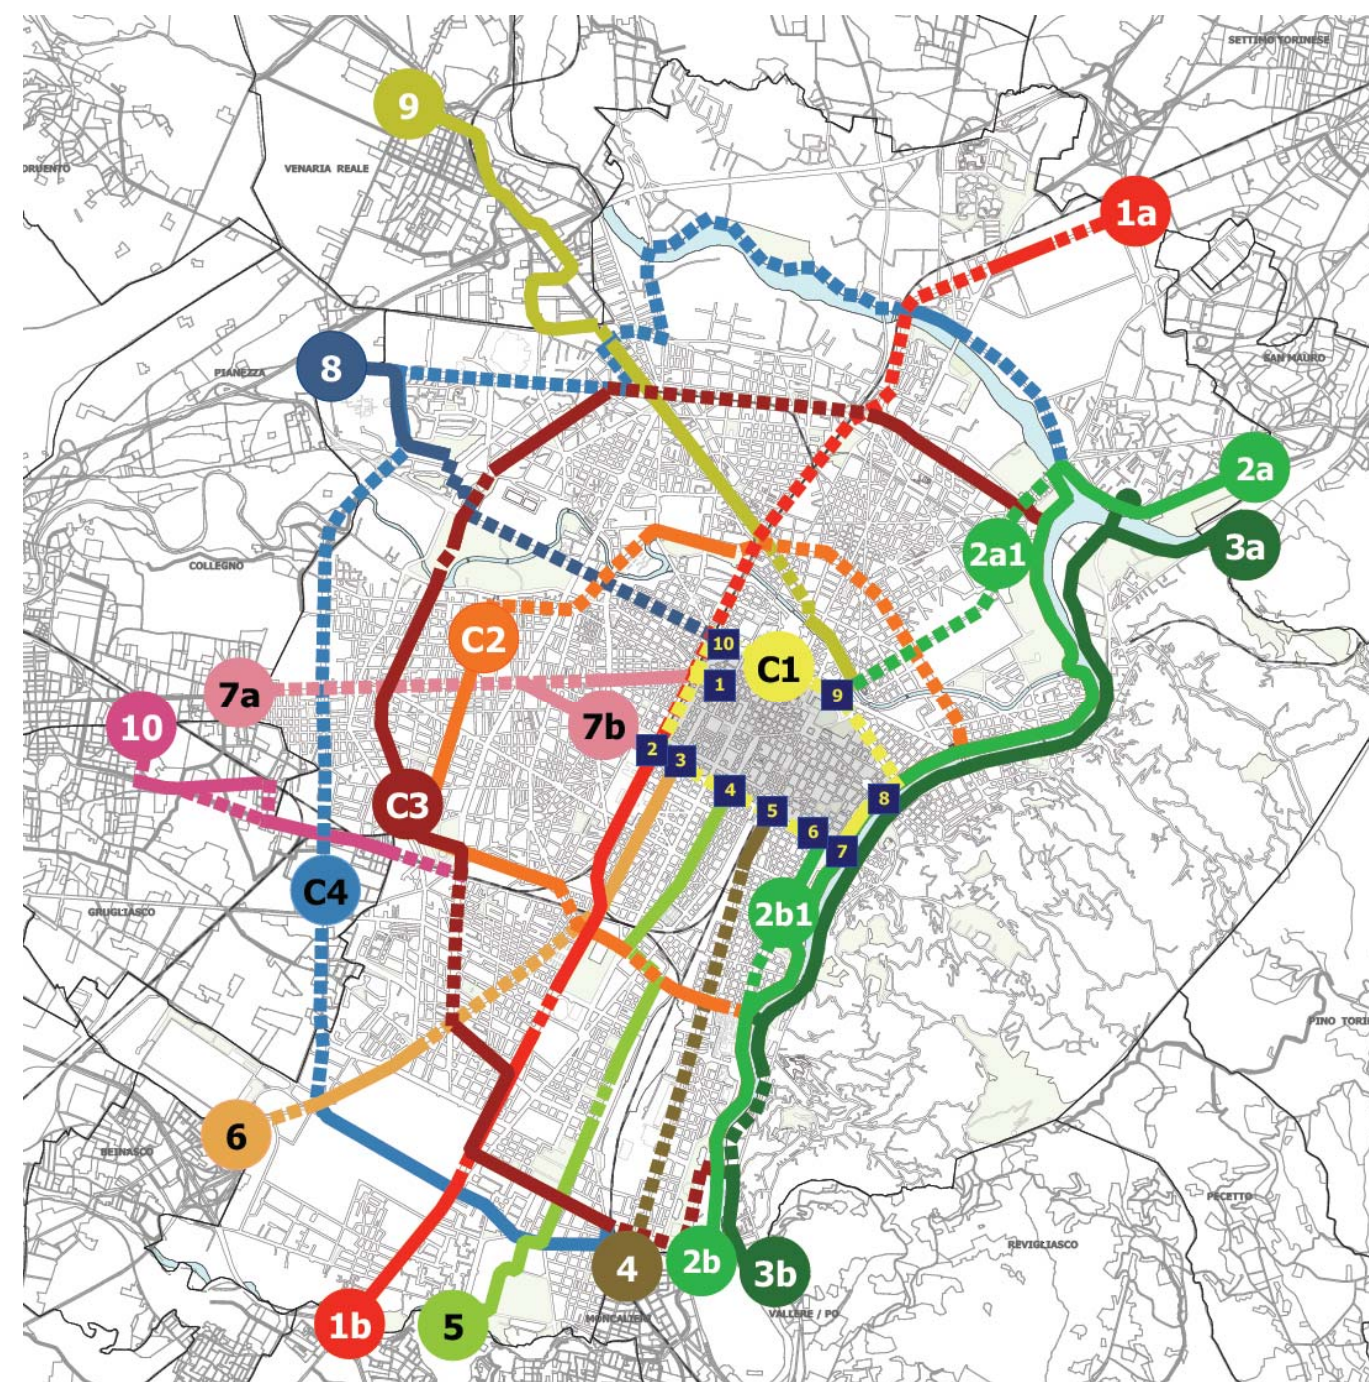 SETTIMO TORINESE
9
VENARIA REALE
1a
SAN MAURO
8
PIANEZZA
2a
2a1
3a
COLLEGNO
C2
10
C1
7a
1
9
10
7b
2
3
4
8
C3
5
6
7
C4
2b1
GRUGLIASCO
6
BEINASCO
PECETTO
REVIGLIASCO
4
2b
3b
1b
5
MONCALIERI
VALLERE / PO